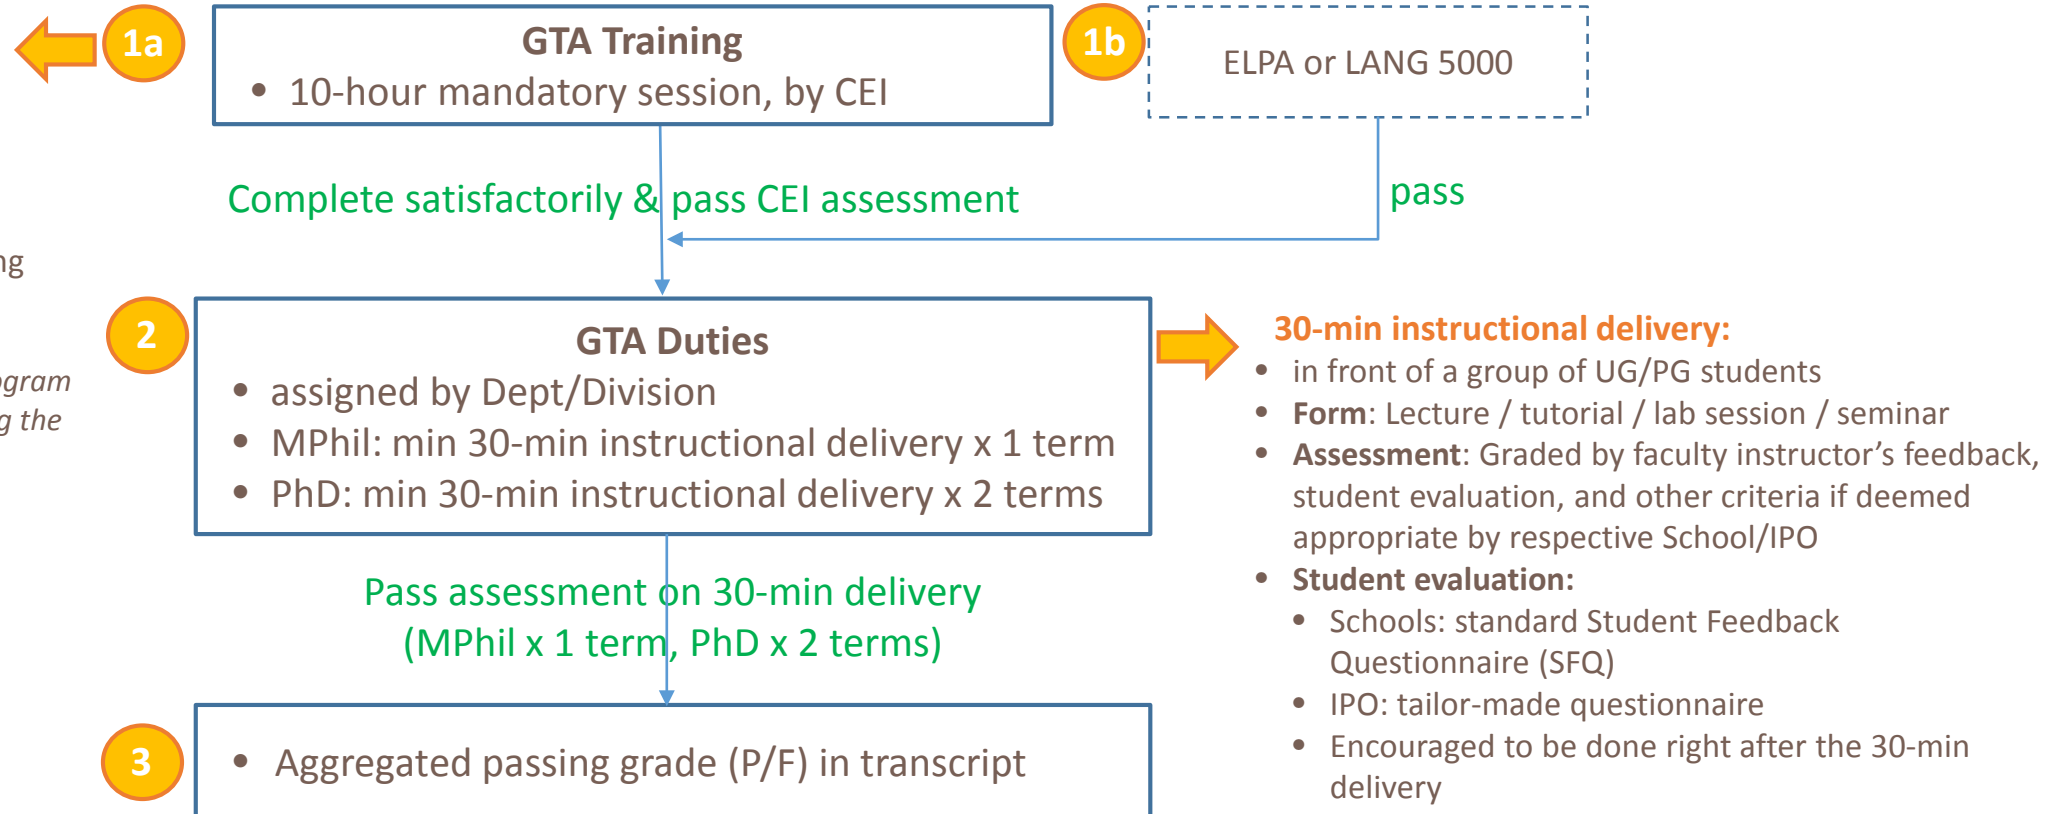 1a
GTA Training
• 10-hour mandatory session, by CEI
1b
ELPA or LANG 5000
Complete satisfactorily & pass CEI assessment
pass
2
GTA Duties
• assigned by Dept/Division
• MPhil: min 30-min instructional delivery x 1 term
• PhD: min 30-min instructional delivery x 2 terms
30-min instructional delivery:
• in front of a group of UG/PG students
• Form: Lecture / tutorial / lab session / seminar
• Assessment: Graded by faculty instructor’s feedback,
student evaluation, and other criteria if deemed
appropriate by respective School/IPO
• Student evaluation:
• Schools: standard Student Feedback
Questionnaire (SFQ)
• IPO: tailor-made questionnaire
• Encouraged to be done right after the 30-min
delivery
Pass assessment on 30-min delivery
(MPhil x 1 term, PhD x 2 terms)
3
• Aggregated passing grade (P/F) in transcript
the